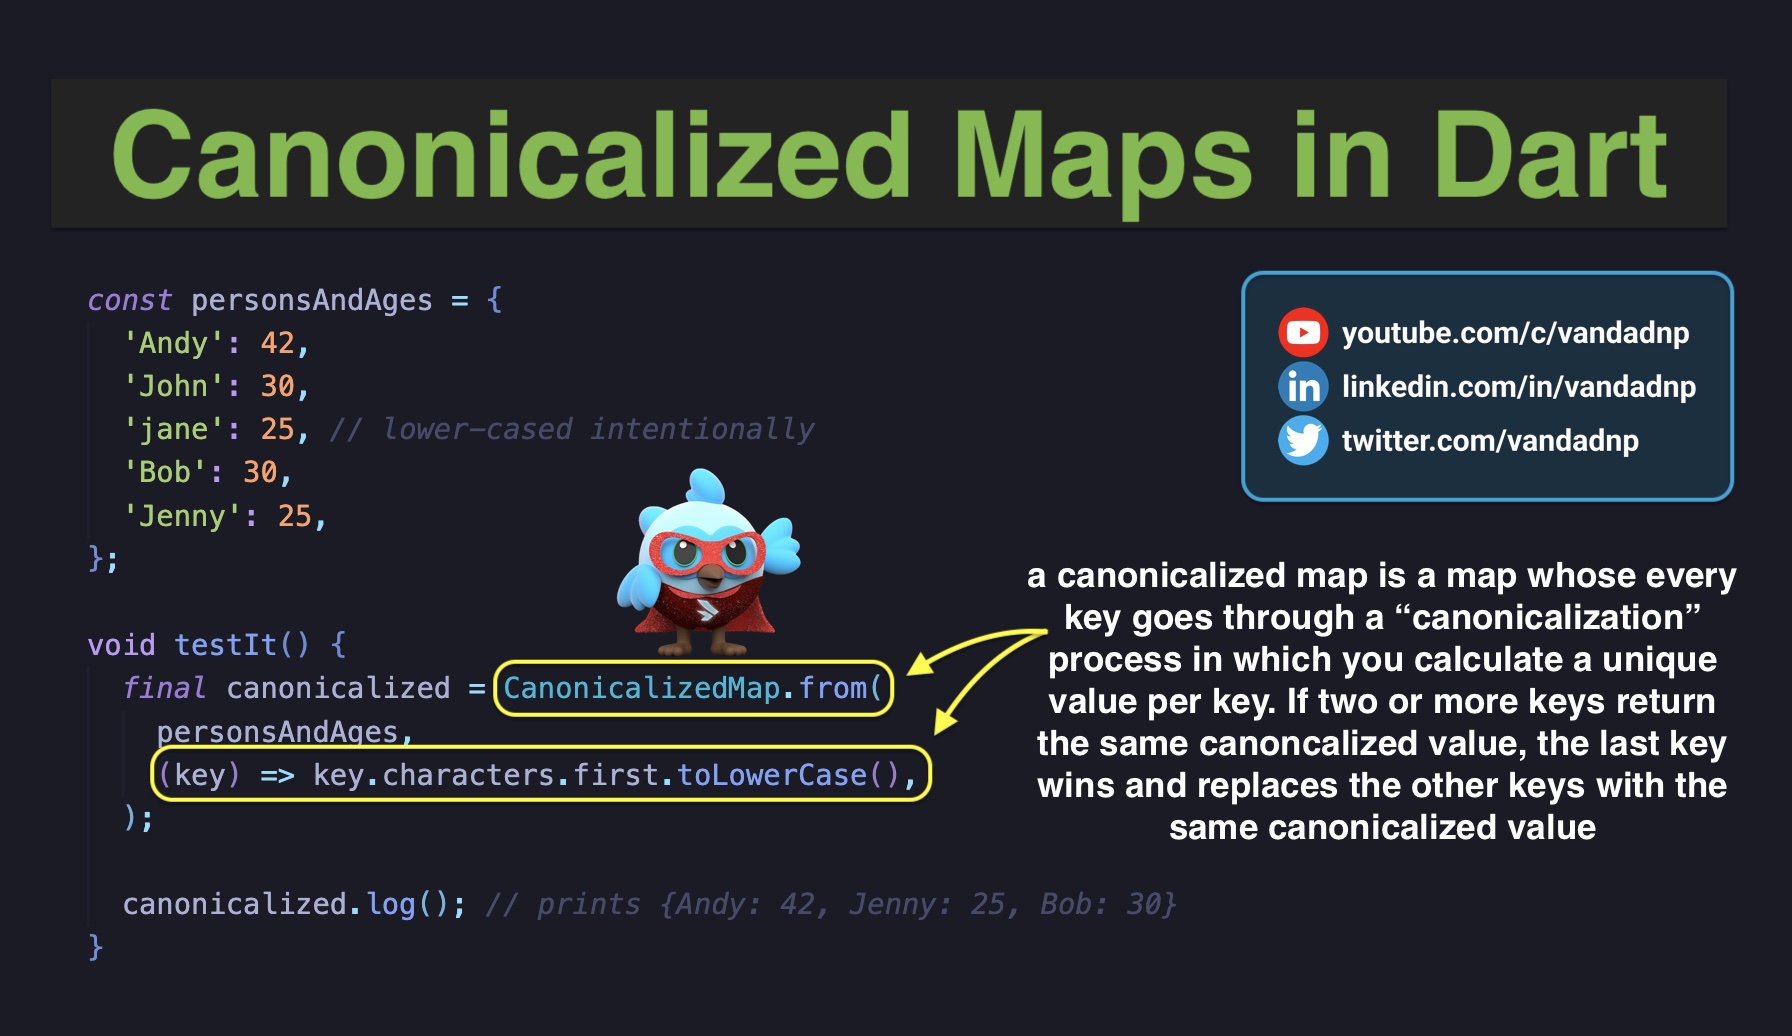 Canonicalized Maps in Dart
const personsAndAges = {
'Andy': 42,
'John': 30,
'jane': 25, // lower-cased intentionally
'Bob': 30,
'Jenny': 25,
};
void testIt() {
final canonicalized = CanonicalizedMap.from(
personsAndAges,
(key) => key.characters.first.toLowerCase(),
);
canonicalized.log(); // prints {Andy: 42, Jenny: 25, Bob: 30}
}
youtube.com/c/vandadnp
in linkedin.com/in/vandadnp
twitter.com/vandadnp
a canonicalized map is a map whose every
key goes through a “canonicalization”
process in which you calculate a unique
value per key. If two or more keys return
the same canoncalized value, the last key
wins and replaces the other keys with the
same canonicalized value